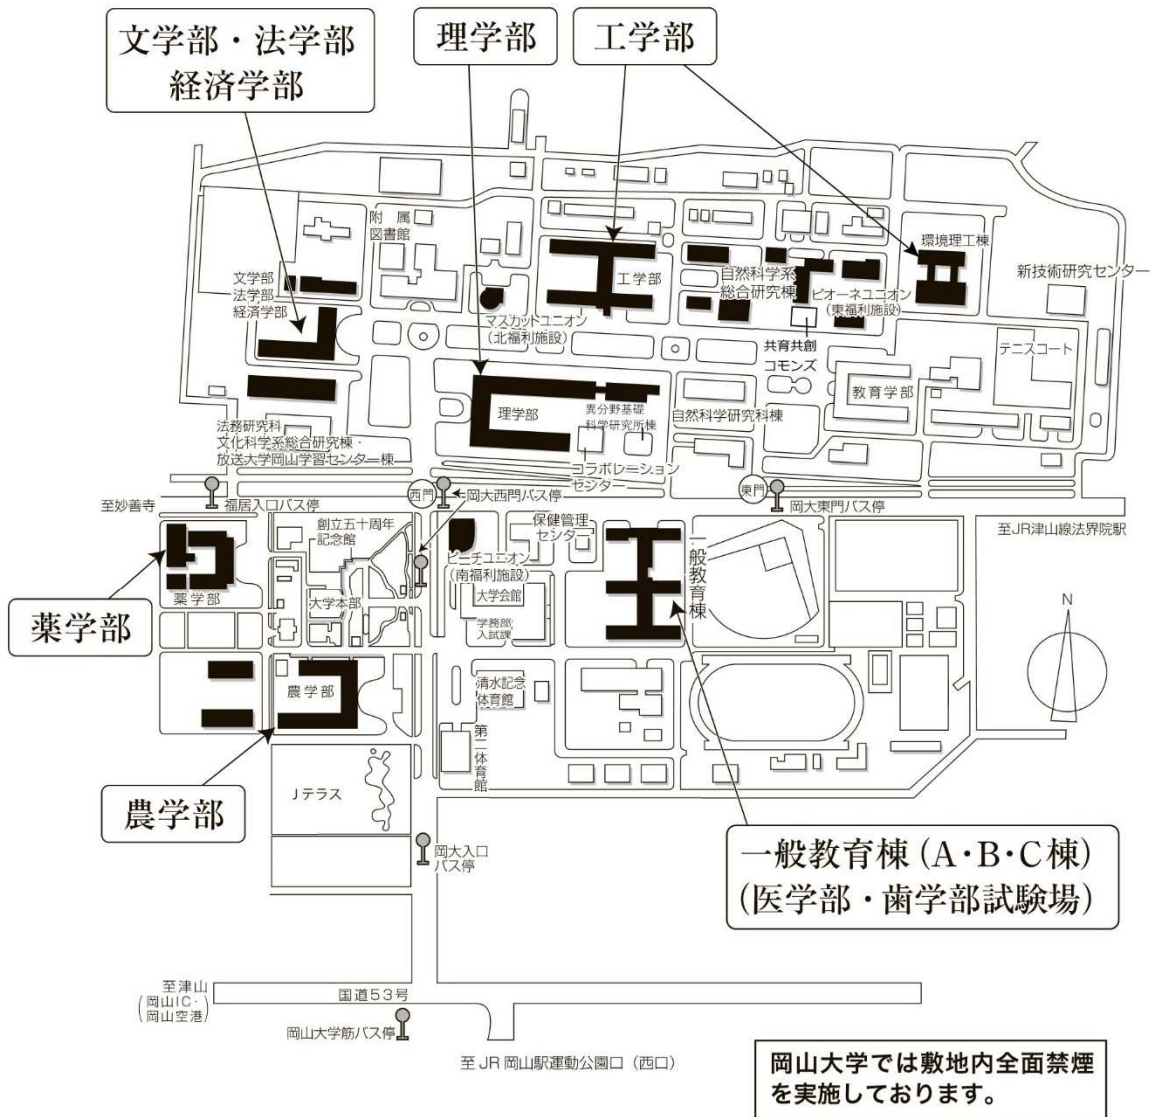 文学部・法学部
経済学部
理学部
工学部
附属
図書館
文学部
法学部
経済学部
マスカットユニオン
(北福利施設)
工学部
自然科学系
総合研究棟
ピオーネユニオン
(東福利施設)
環境理工棟
新技術研究センター
共育共創
コモンズ
テニスコート
教育学部
理学部
異分野基礎
科学研究所棟
自然科学研究科棟
コラボレーション
センター
法務研究科
文化科学系総合研究棟・
放送大学岡山学習センター棟
至妙善寺
福居入口バス停
西門
岡大西門バス停
東門
岡大東門バス停
至JR津山線法界院駅
創立五十周年
記念館
ピーチユニオン
(南福利施設)
保健管理
センター
一般教育棟
薬学部
薬学部
大学本部
大学会館
学務部
入試課
N
農学部
清水記念
体育館
第二体育館
農学部
Jテラス
岡大入口
バス停
一般教育棟(A・B・C棟)
(医学部・歯学部試験場)
至津山
(岡山IC・
岡山空港)
国道53号
岡山大学筋バス停
至JR岡山駅運動公園口(西口)
岡山大学では敷地内全面禁煙
を実施しております。